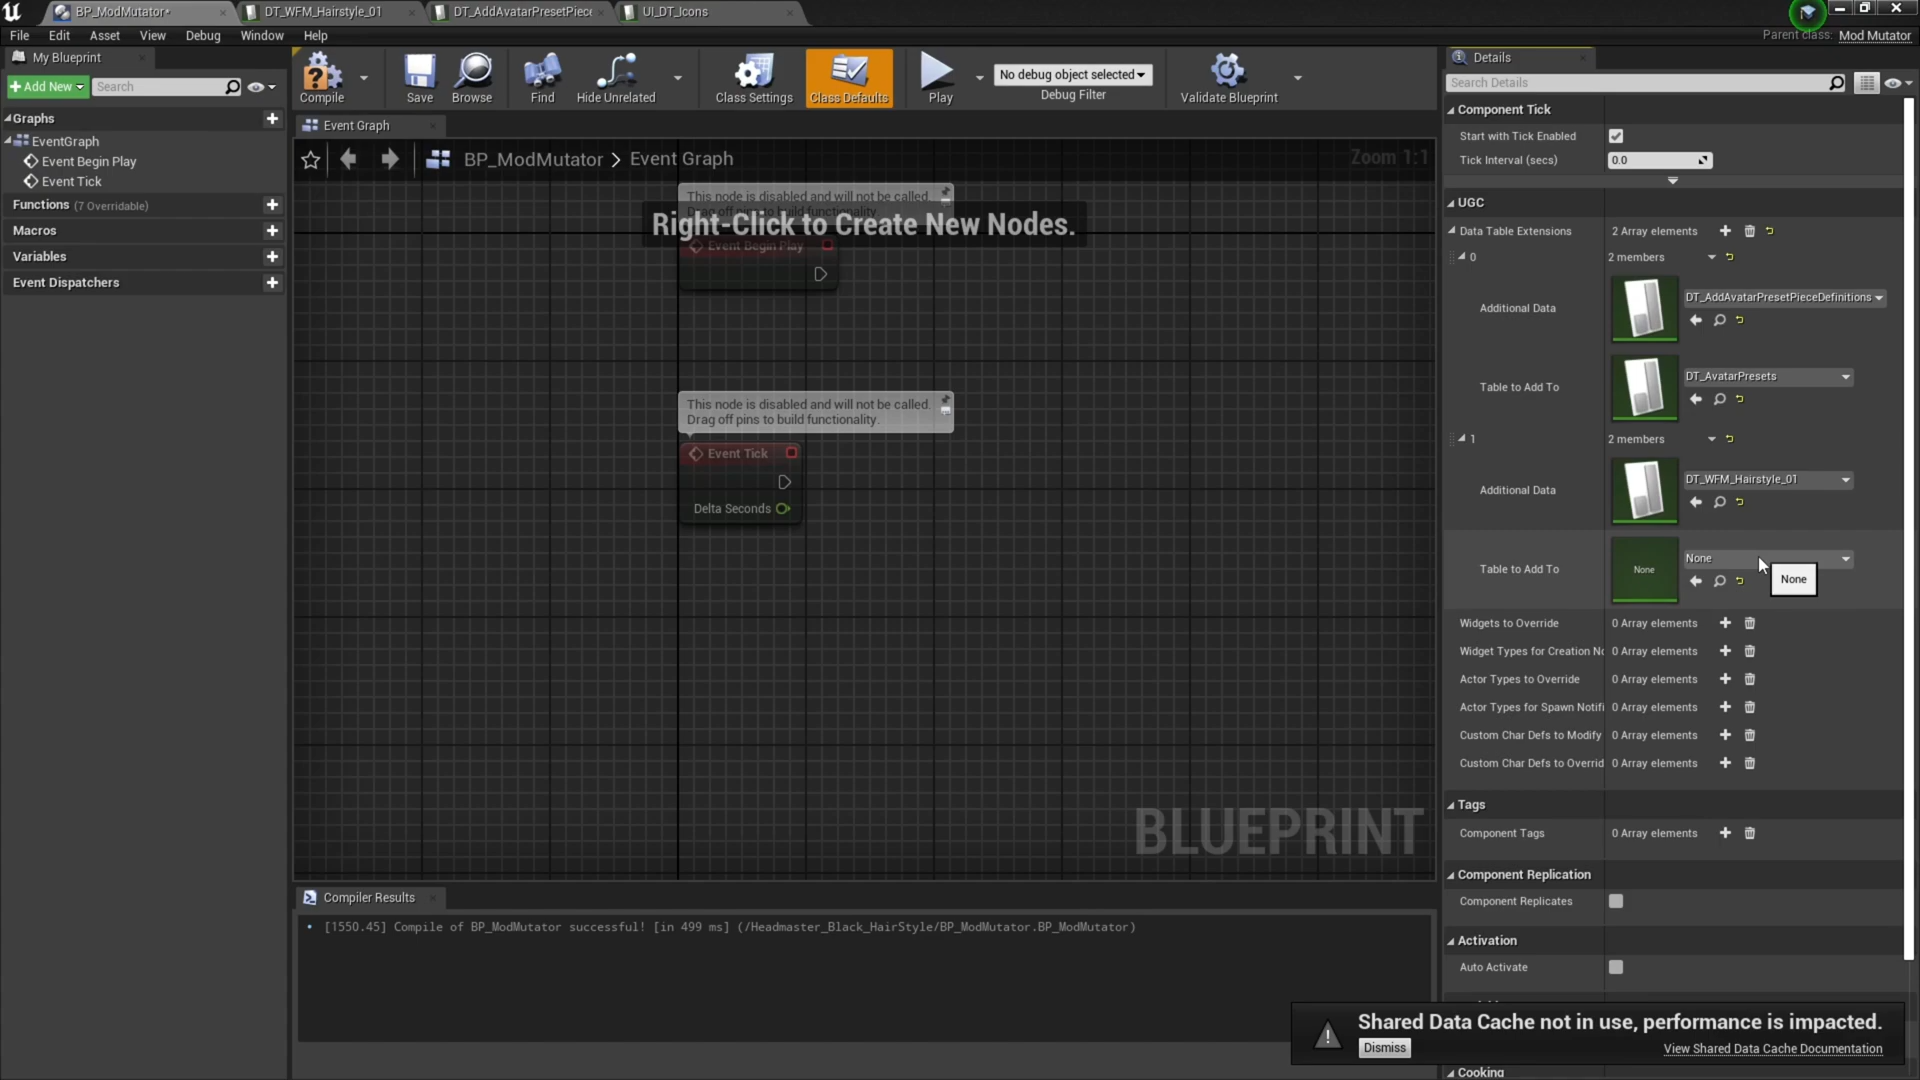 BP_ModMutator•
DT_WFM_Hairstyle_01
DT_AddAvatarPresetPiece
UI_DT_Icons
File
Edit
Asset
View
Debug
Window
Help
Parent class: Mod Mutator
My Blueprint
Add New
Search
Graphs
EventGraph
Event Begin Play
Event Tick
Functions (7 Overridable)
Macros
Variables
Event Dispatchers
Compile
Save
Browse
Find
Hide Unrelated
Class Settings
Class Defaults
Play
No debug object selected
Debug Filter
Validate Blueprint
Event Graph
BP_ModMutator > Event Graph
Zoom 1:1
This node is disabled and will not be called.
Drag off pins to build functionality.
Right-Click to Create New Nodes.
Event Begin Play
This node is disabled and will not be called.
Drag off pins to build functionality.
Event Tick
Delta Seconds
BLUEPRINT
Compiler Results
• [1550.45] Compile of BP_ModMutator successful! [in 499 ms] (/Headmaster_Black_HairStyle/BP_ModMutator.BP_ModMutator)
Details
Search Details
Component Tick
Start with Tick Enabled
Tick Interval (secs)
0.0
UGC
Data Table Extensions
2 Array elements
0
2 members
Additional Data
DT_AddAvatarPresetPieceDefinitions
Table to Add To
DT_AvatarPresets
1
2 members
Additional Data
DT_WFM_Hairstyle_01
Table to Add To
None
None
None
Widgets to Override
0 Array elements
Widget Types for Creation No
0 Array elements
Actor Types to Override
0 Array elements
Actor Types for Spawn Notifi
0 Array elements
Custom Char Defs to Modify
0 Array elements
Custom Char Defs to Overrid
0 Array elements
Tags
Component Tags
0 Array elements
Component Replication
Component Replicates
Activation
Auto Activate
Shared Data Cache not in use, performance is impacted.
Dismiss
View Shared Data Cache Documentation
Cooking